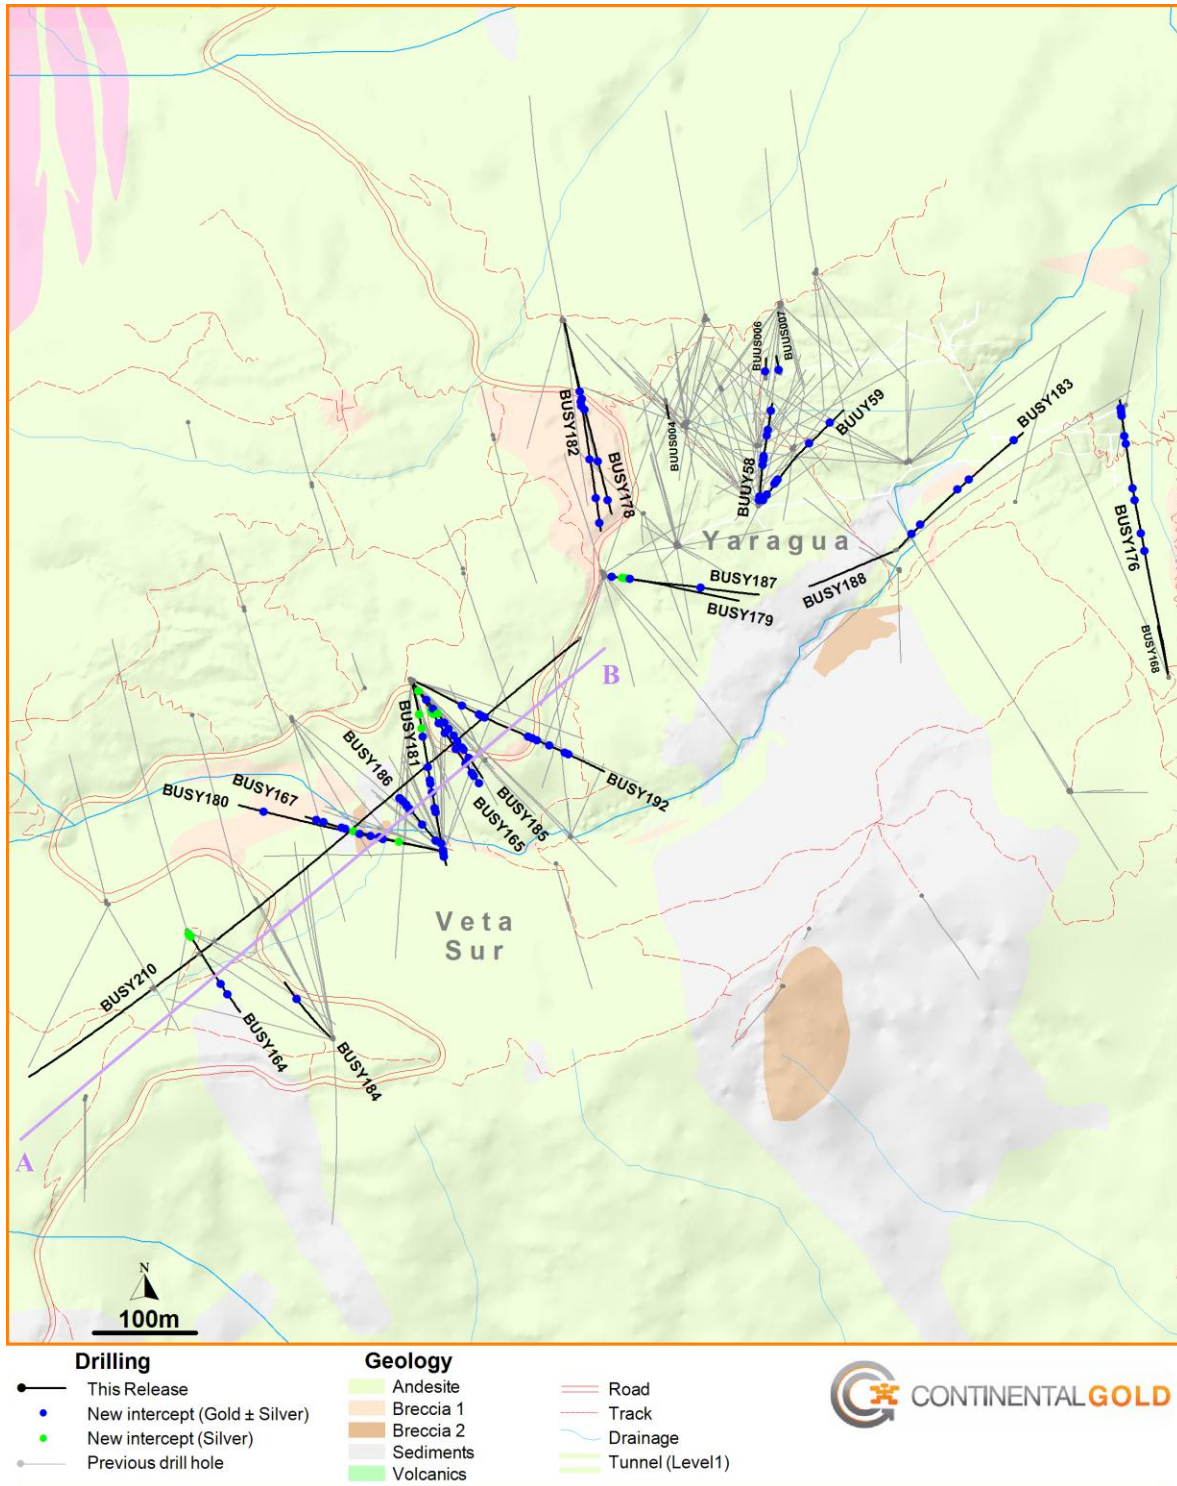 BUUS006
BUUS007
BUUY59
BUSY183
BUSY182
BUUS004
BUSY178
BUUY58
BUSY176
Yaragua
BUSY188
BUSY187
BUSY179
BUSY168
B
BUSY181
BUSY186
BUSY167
BUSY180
BUSY192
BUSY185
BUSY165
Veta
Sur
BUSY210
BUSY164
BUSY184
A
N
100m
Drilling
This Release
New intercept (Gold ± Silver)
New intercept (Silver)
Previous drill hole
Geology
Andesite
Breccia 1
Breccia 2
Sediments
Volcanics
Road
Track
Drainage
Tunnel (Level1)
CONTINENTALGOLD